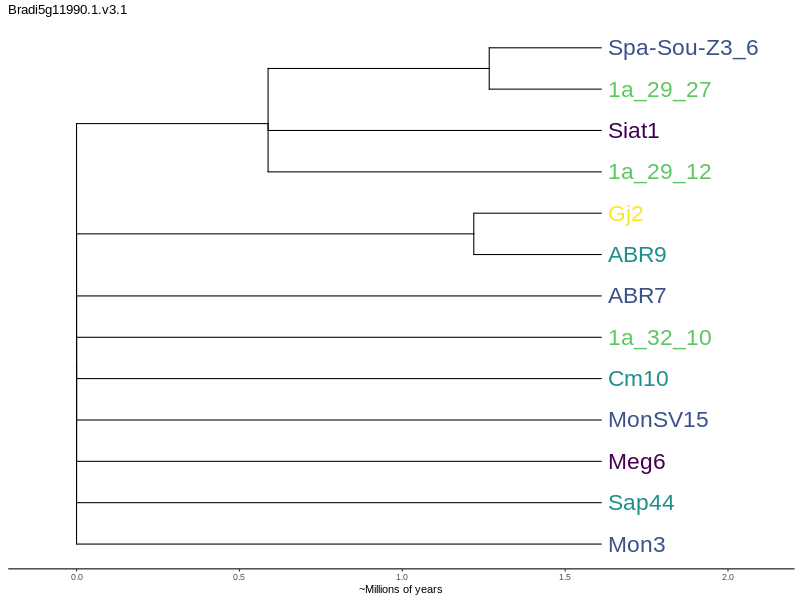 Bradi5g11990.1.v3.1
Spa-Sou-Z3_6
1a_29_27
Siat1
1a_29_12
Gj2
ABR9
ABR7
1a_32_10
Cm10
MonSV15
Meg6
Sap44
Mon3
0.0 0.5 1.0 1.5 2.0
~Millions of years